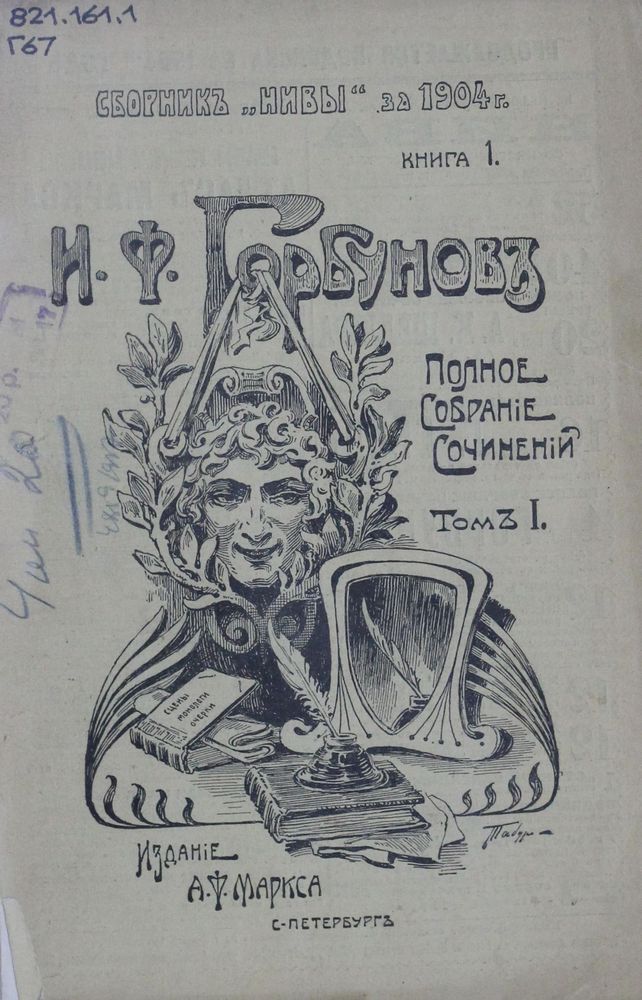 821.161.1
Г67
СБОРНИКЪ „НИВЫ“ за 1904 г.
КНИГА 1.
И. Ф. ГОРБУНОВЪ
ПОЛНОЕ
СОБРАНІЕ
СОЧИНЕНІЙ
ТОМЪ I.
СЦЕНЫ
МОНОЛОГИ
ОЧЕРКИ
ИЗДАНІЕ
А. Ф. МАРКСА
С-ПЕТЕРБУРГЪ